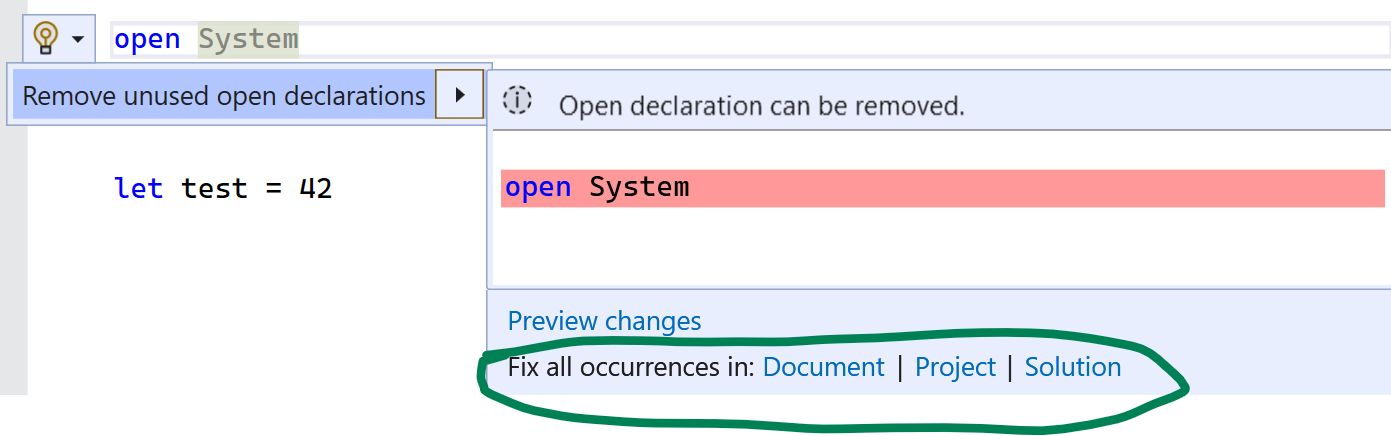 open System
Remove unused open declarations
Open declaration can be removed.
open System
let test = 42
Preview changes
Fix all occurrences in: Document | Project | Solution